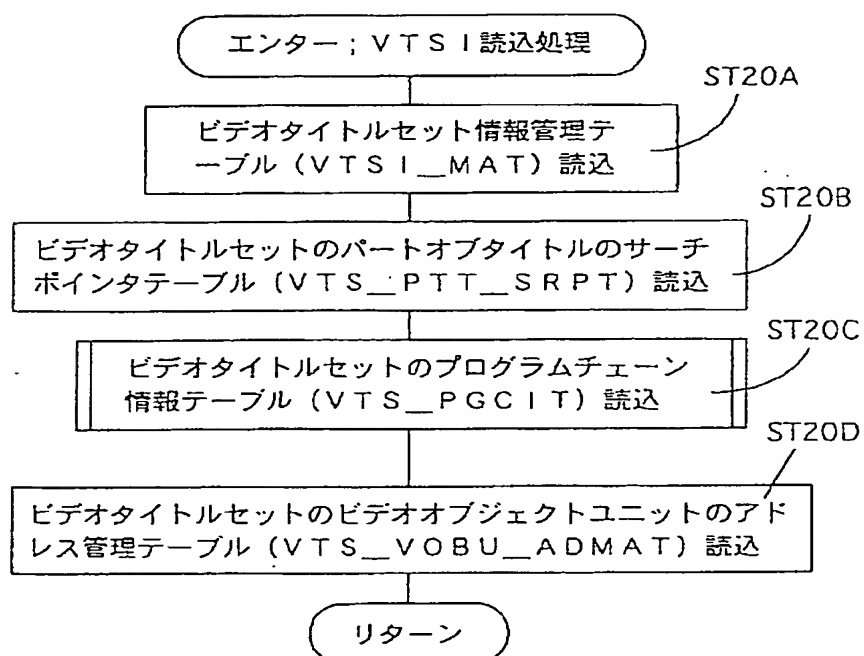 エンター；ＶＴＳＩ読込処理
ST20A
ビデオタイトルセット情報管理テ
ーブル（ＶＴＳＩ＿ＭＡＴ）読込
ST20B
ビデオタイトルセットのパートオブタイトルのサーチ
ポインタテーブル（ＶＴＳ＿ＰＴＴ＿ＳＲＰＴ）読込
ST20C
ビデオタイトルセットのプログラムチェーン
情報テーブル（ＶＴＳ＿ＰＧＣＩＴ）読込
ST20D
ビデオタイトルセットのビデオオブジェクトユニットのアド
レス管理テーブル（ＶＴＳ＿ＶＯＢＵ＿ＡＤＭＡＴ）読込
リターン